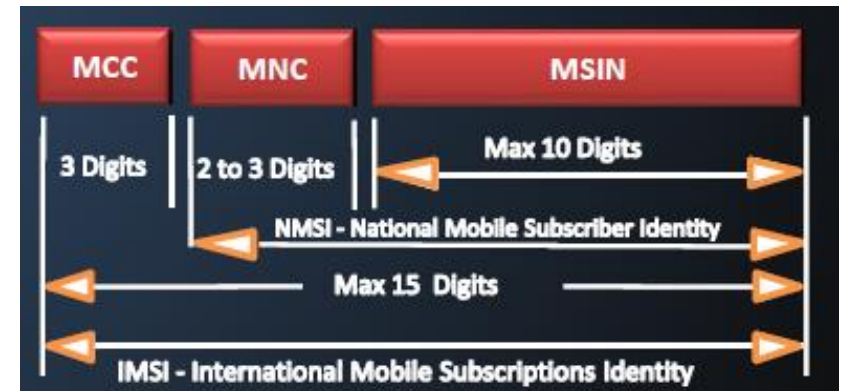 MCC MNC MSIN
3 Digits 2 to 3 Digits Max 10 Digits
NMSI - National Mobile Subscriber Identity
Max 15 Digits
IMSI - International Mobile Subscriptions Identity